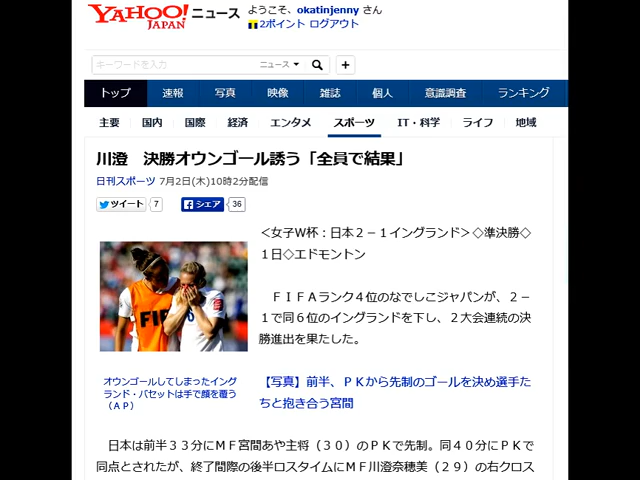 YAHOO! JAPAN ニュース
ようこそ、okatinjenny さん
2ポイント ログアウト
キーワードを入力 ニュース
トップ 速報 写真 映像 雑誌 個人 意識調査 ランキング
主要 国内 国際 経済 エンタメ スポーツ IT・科学 ライフ 地域
川澄　決勝オウンゴール誘う「全員で結果」
日刊スポーツ 7月2日(木)10時2分配信
ツイート 7 シェア 36
＜女子Ｗ杯：日本２－１イングランド＞◇準決勝◇
１日◇エドモントン
ＦＩＦＡランク４位のなでしこジャパンが、２－
１で同６位のイングランドを下し、２大会連続の決
勝進出を果たした。
FIF
オウンゴールしてしまったイング
ランド・バセットは手で顔を覆う
（ＡＰ）
【写真】前半、ＰＫから先制のゴールを決め選手た
ちと抱き合う宮間
日本は前半３３分にＭＦ宮間あや主将（３０）のＰＫで先制。同４０分にＰＫで
同点とされたが、終了間際の後半ロスタイムにＭＦ川澄奈穂美（２９）の右クロス